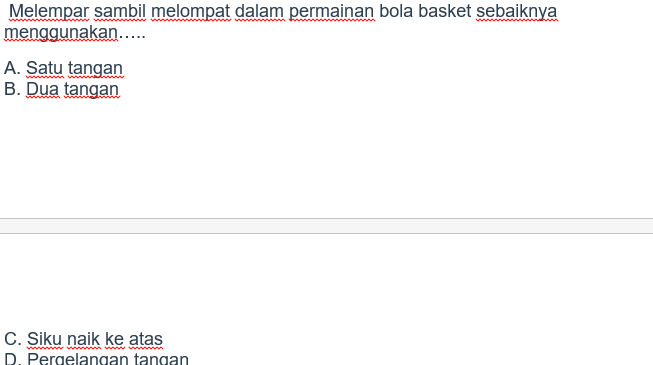 Melempar sambil melompat dalam permainan bola basket sebaiknya
menggunakan…..
A. Satu tangan
B. Dua tangan
C. Siku naik ke atas
D. Pergelangan tangan